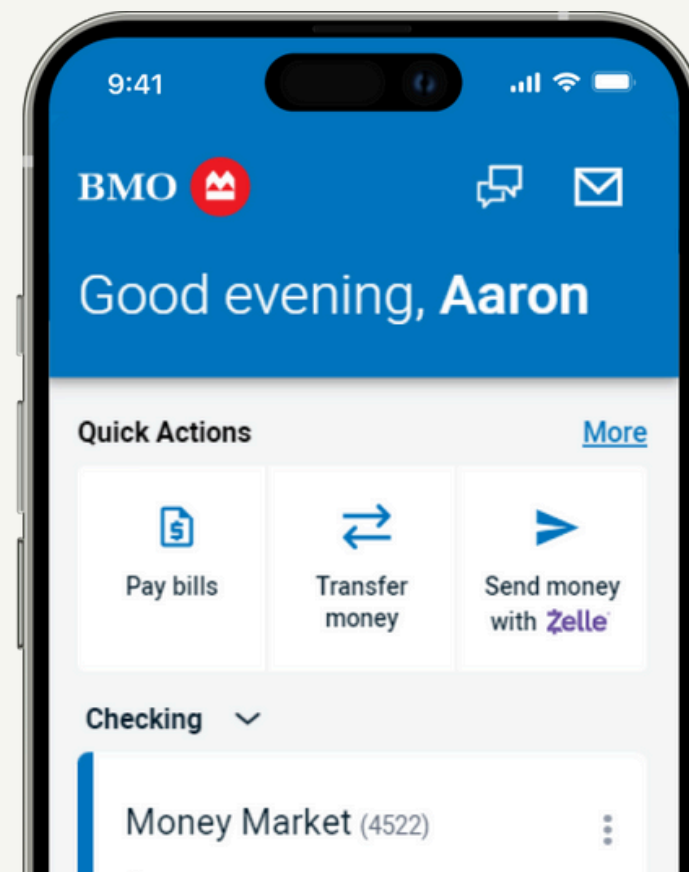 9:41
BMO
Good evening, Aaron
Quick Actions
More
Pay bills
Transfer
money
Send money
with Zelle
Checking
Money Market (4522)